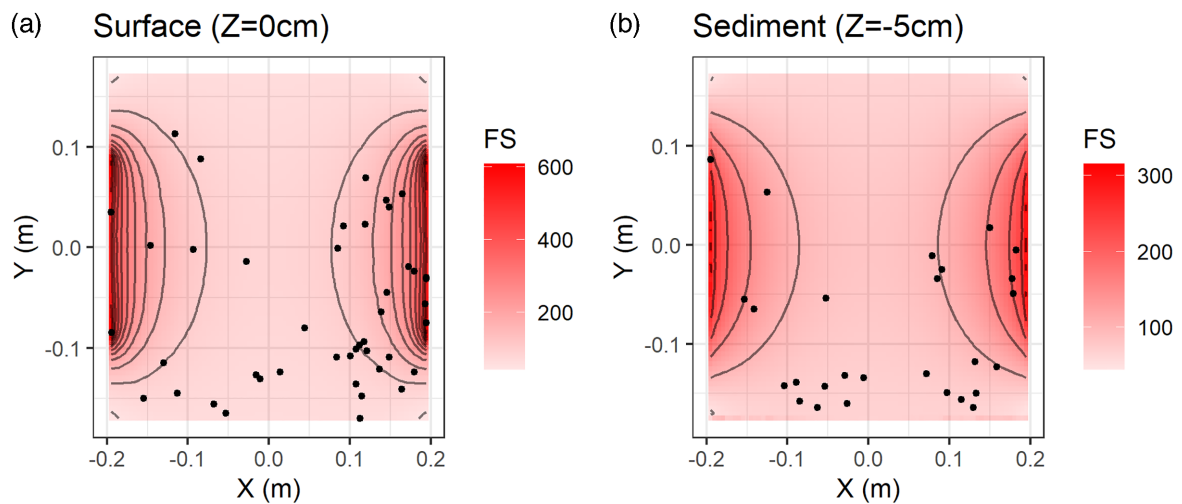 (a) Surface (Z=0cm)
0.1
0.0
-0.1
Y (m)
-0.2 -0.1 0.0 0.1 0.2
X (m)
FS
600
400
200
(b) Sediment (Z=-5cm)
0.1
0.0
-0.1
Y (m)
-0.2 -0.1 0.0 0.1 0.2
X (m)
FS
300
200
100